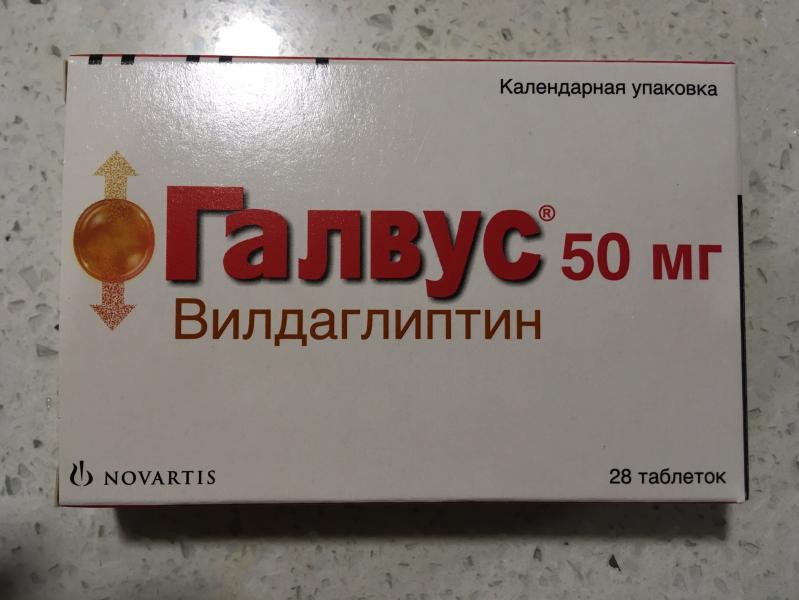 Календарная упаковка
Галвус® 50 мг
Вилдаглиптин
NOVARTIS
28 таблеток